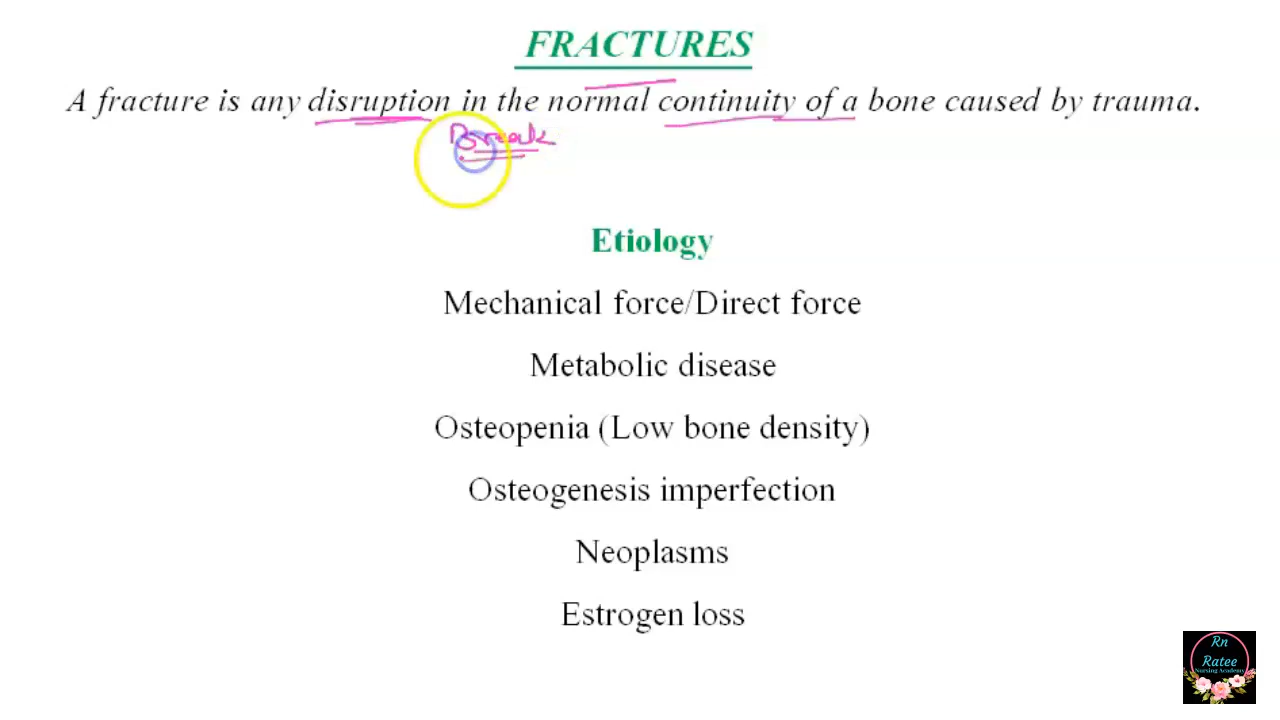 FRACTURES
A fracture is any disruption in the normal continuity of a bone caused by trauma.
Break
Etiology
Mechanical force/Direct force
Metabolic disease
Osteopenia (Low bone density)
Osteogenesis imperfection
Neoplasms
Estrogen loss
Rn
Ratee
Nursing Academy